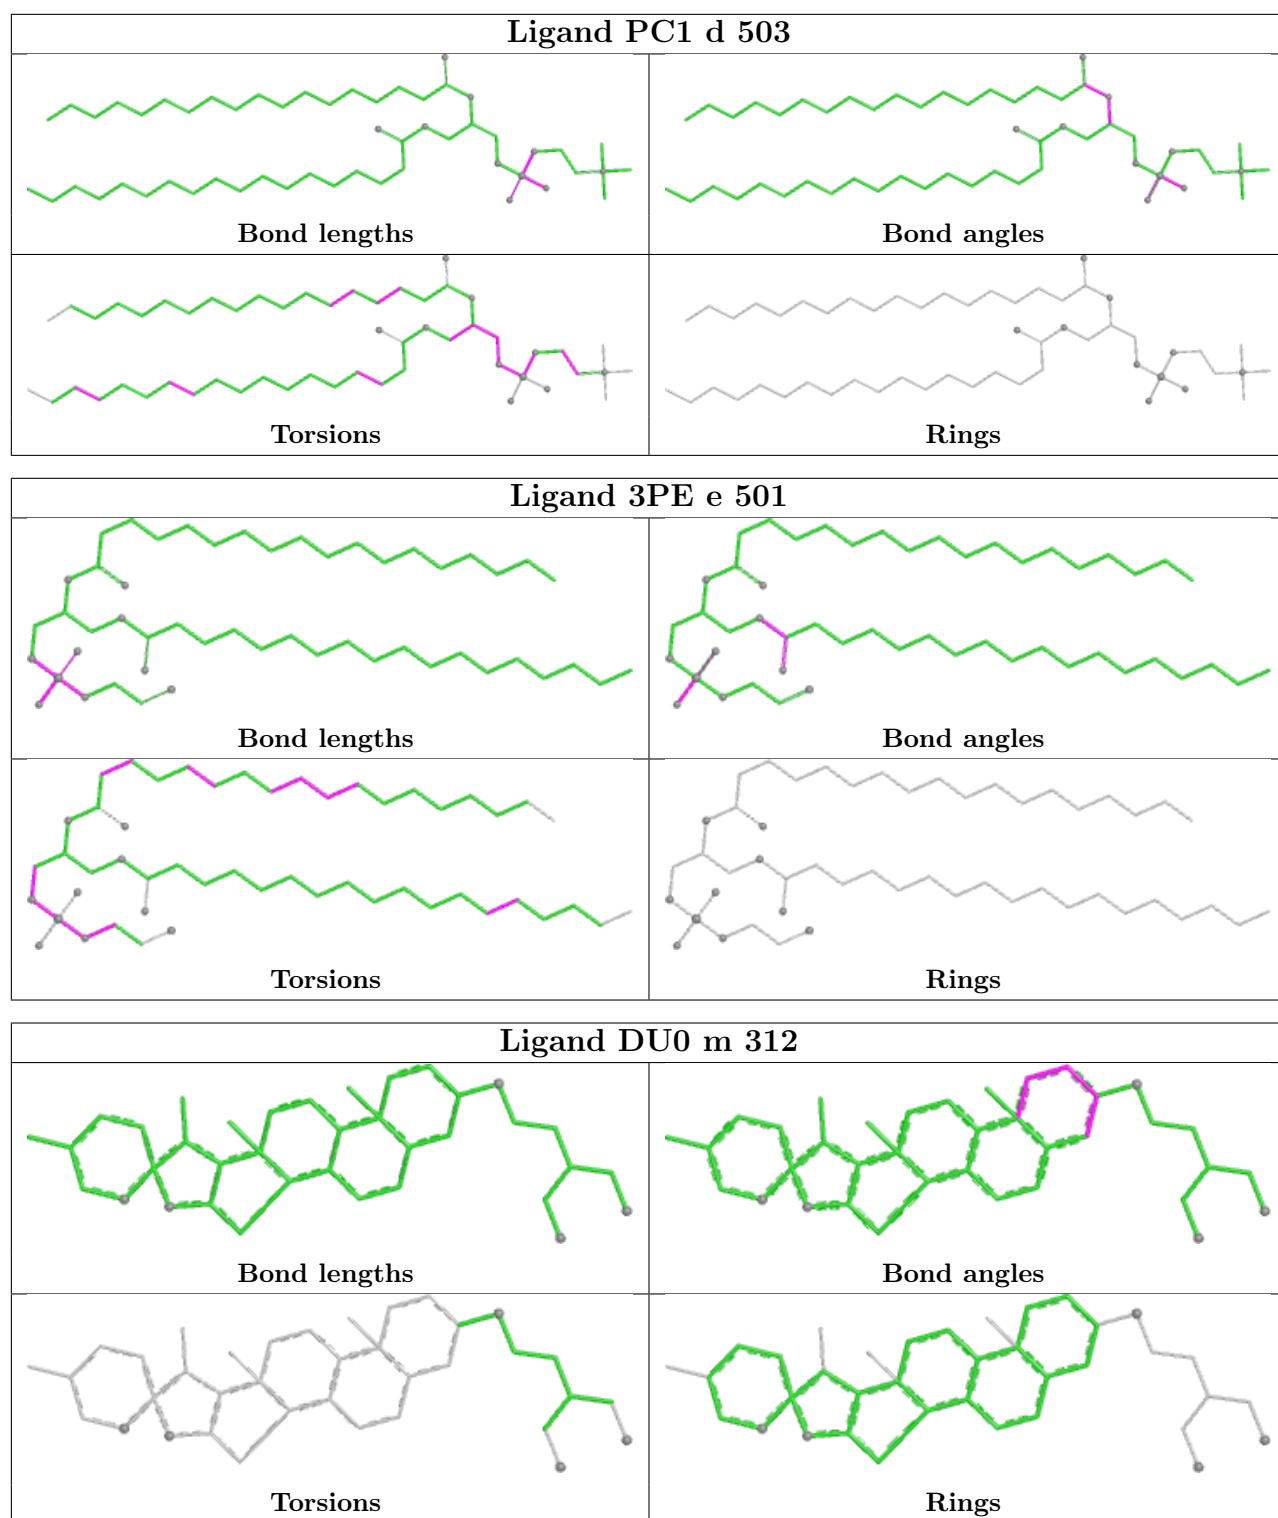 Ligand PC1 d 503
Bond lengths
Bond angles
Torsions
Rings
Ligand 3PE e 501
Bond lengths
Bond angles
Torsions
Rings
Ligand DU0 m 312
Bond lengths
Bond angles
Torsions
Rings